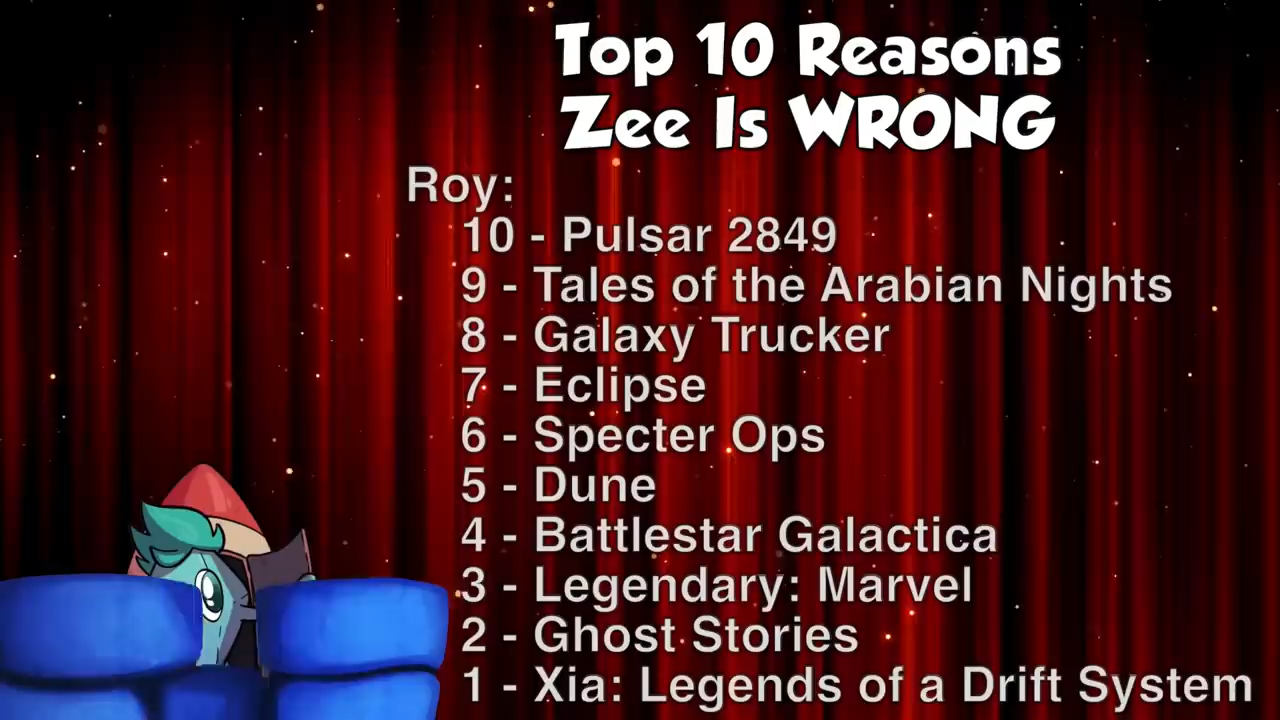 Top 10 Reasons
Zee Is WRONG
Roy:
10 - Pulsar 2849
9 - Tales of the Arabian Nights
8 - Galaxy Trucker
7 - Eclipse
6 - Specter Ops
5 - Dune
4 - Battlestar Galactica
3 - Legendary: Marvel
2 - Ghost Stories
1 - Xia: Legends of a Drift System